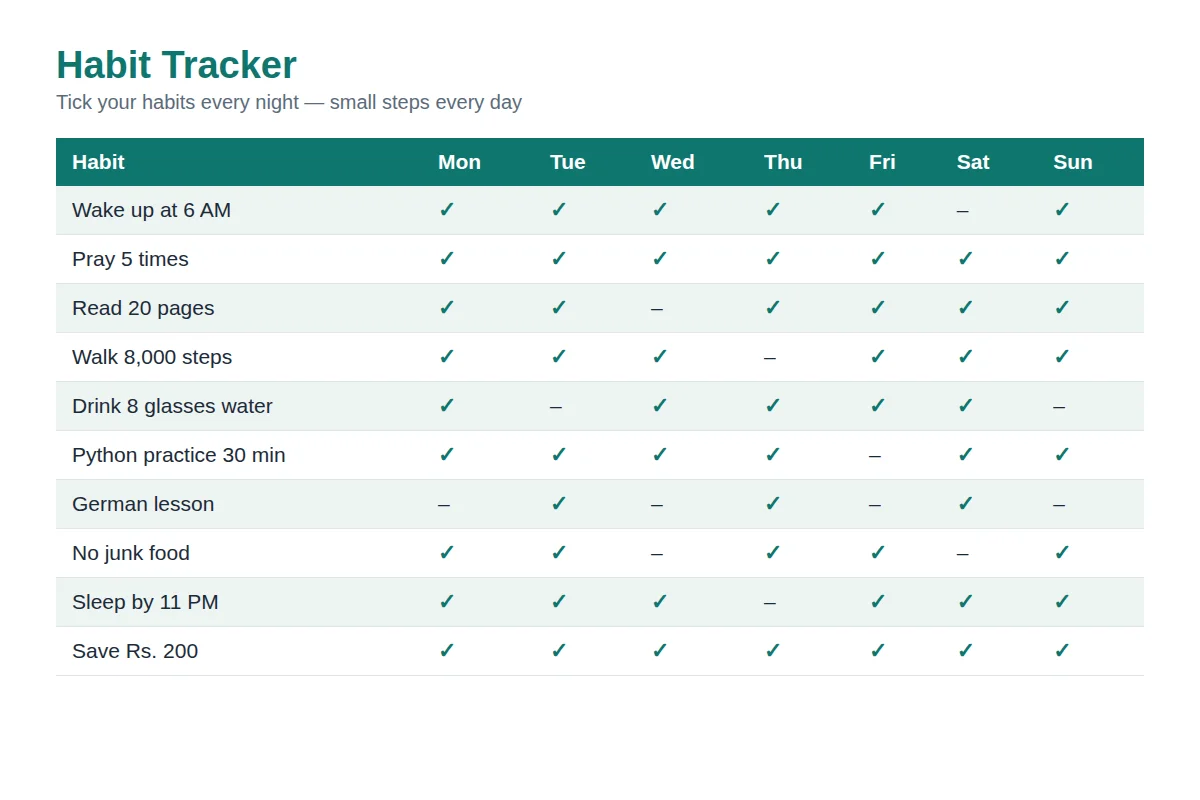 Habit Tracker
Tick your habits every night — small steps every day
Habit Mon Tue Wed Thu Fri Sat Sun
Wake up at 6 AM ✓ ✓ ✓ ✓ ✓ – ✓
Pray 5 times ✓ ✓ ✓ ✓ ✓ ✓ ✓
Read 20 pages ✓ ✓ – ✓ ✓ ✓ ✓
Walk 8,000 steps ✓ ✓ ✓ – ✓ ✓ ✓
Drink 8 glasses water ✓ – ✓ ✓ ✓ ✓ –
Python practice 30 min ✓ ✓ ✓ ✓ – ✓ ✓
German lesson – ✓ – ✓ – ✓ –
No junk food ✓ ✓ – ✓ ✓ – ✓
Sleep by 11 PM ✓ ✓ ✓ – ✓ ✓ ✓
Save Rs. 200 ✓ ✓ ✓ ✓ ✓ ✓ ✓